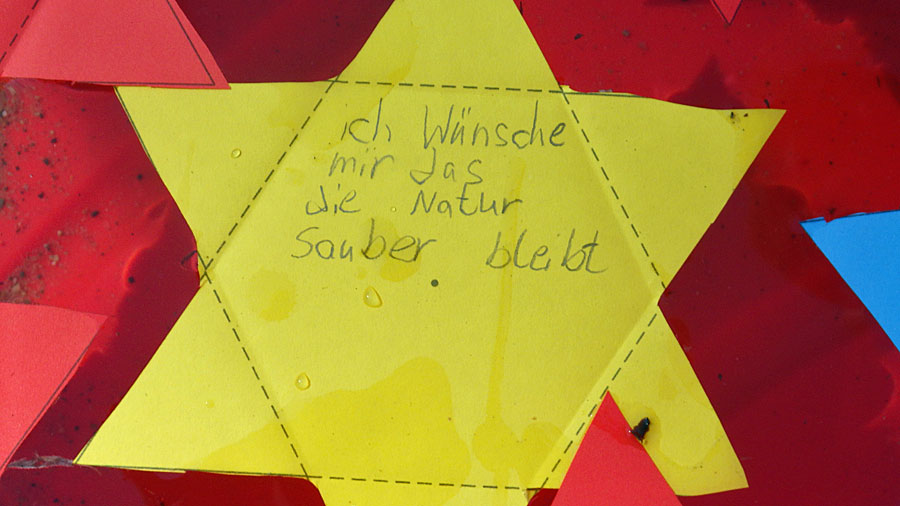 ich Wünsche
mir das
die Natur
Sauber bleibt